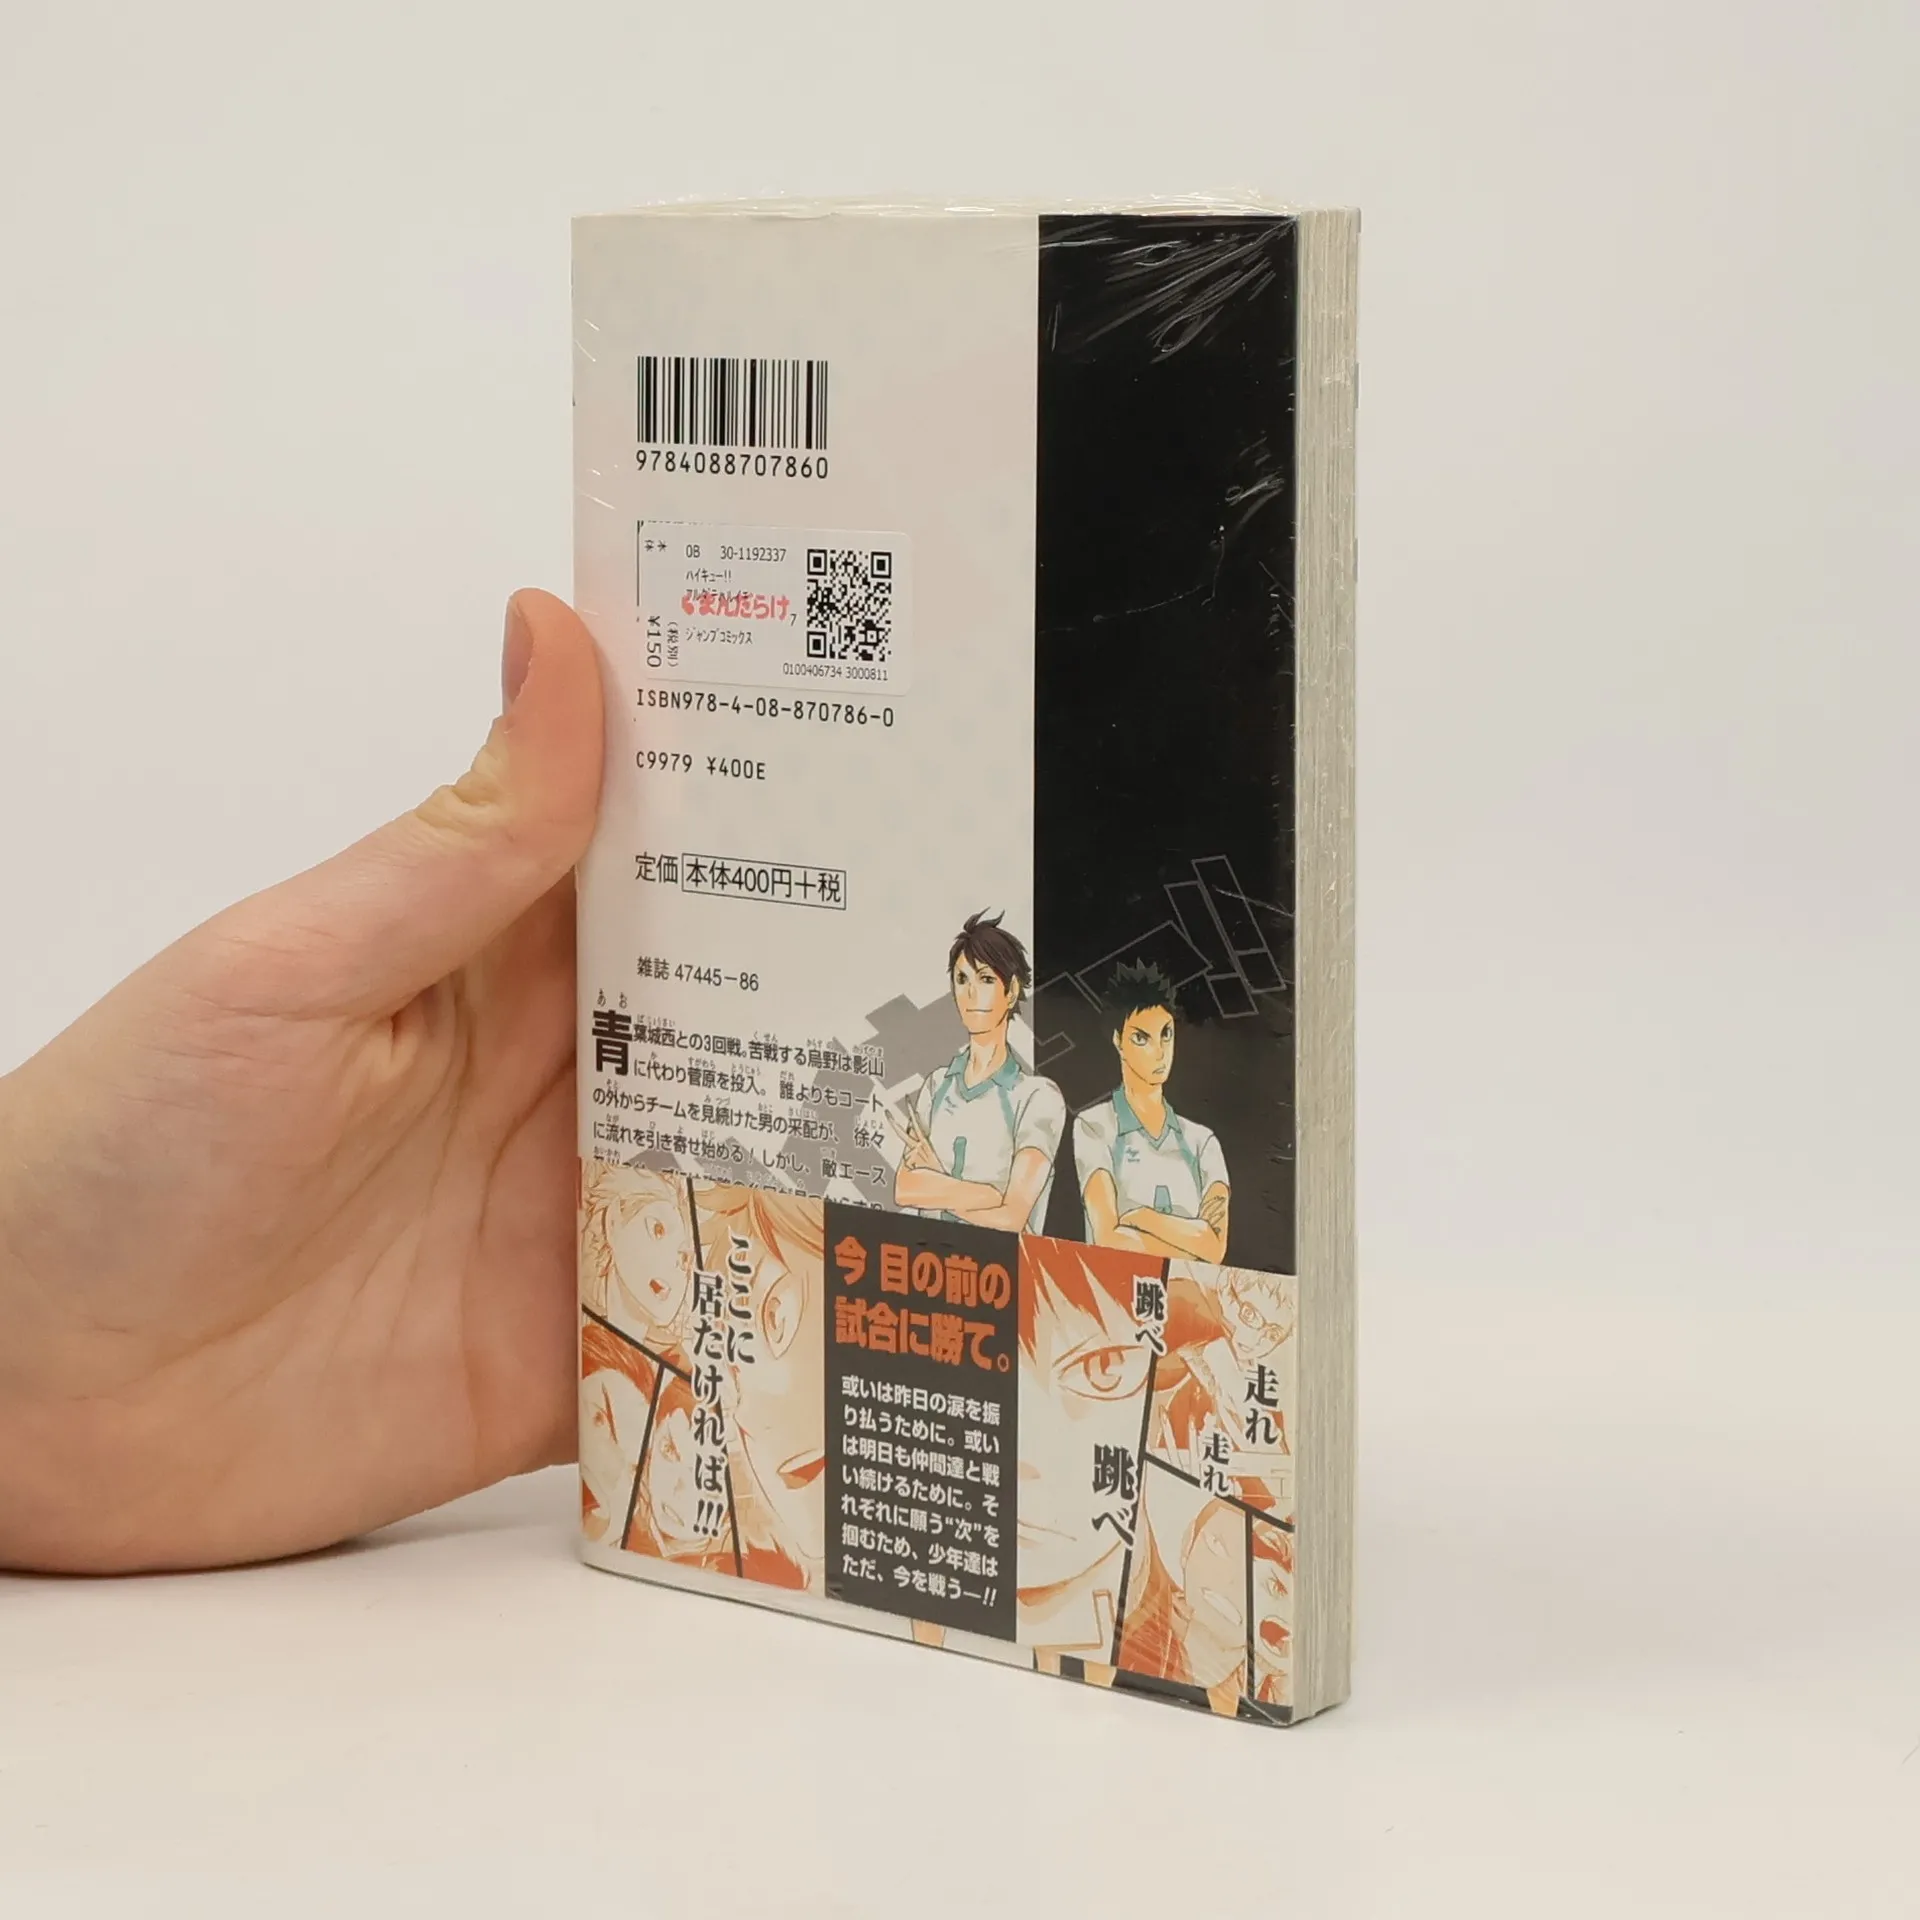 9784088707860
OB 30-1192337
ハイキュー!!
まんだらけ
7
ジャンプコミックス
¥150
(税別)
0100406734 3000811
ISBN978-4-08-870786-0
C9979 ¥400E
定価 本体400円+税
雑誌 47445-86
青葉城西との3回戦。苦戦する烏野は影山
に代わり菅原を投入。誰よりもコート
の外からチームを見続けた男の采配が、徐々
に流れを引き寄せ始める!しかし、敵エース
ここに
居たければ!!!
今 目の前の
試合に勝て。
或いは昨日の涙を振
り払うために。或い
は明日も仲間達と戦
い続けるために。そ
れぞれに願う“次”を
掴むため、少年達は
ただ、今を戦う—!!
跳べ
跳べ
走れ
走れ